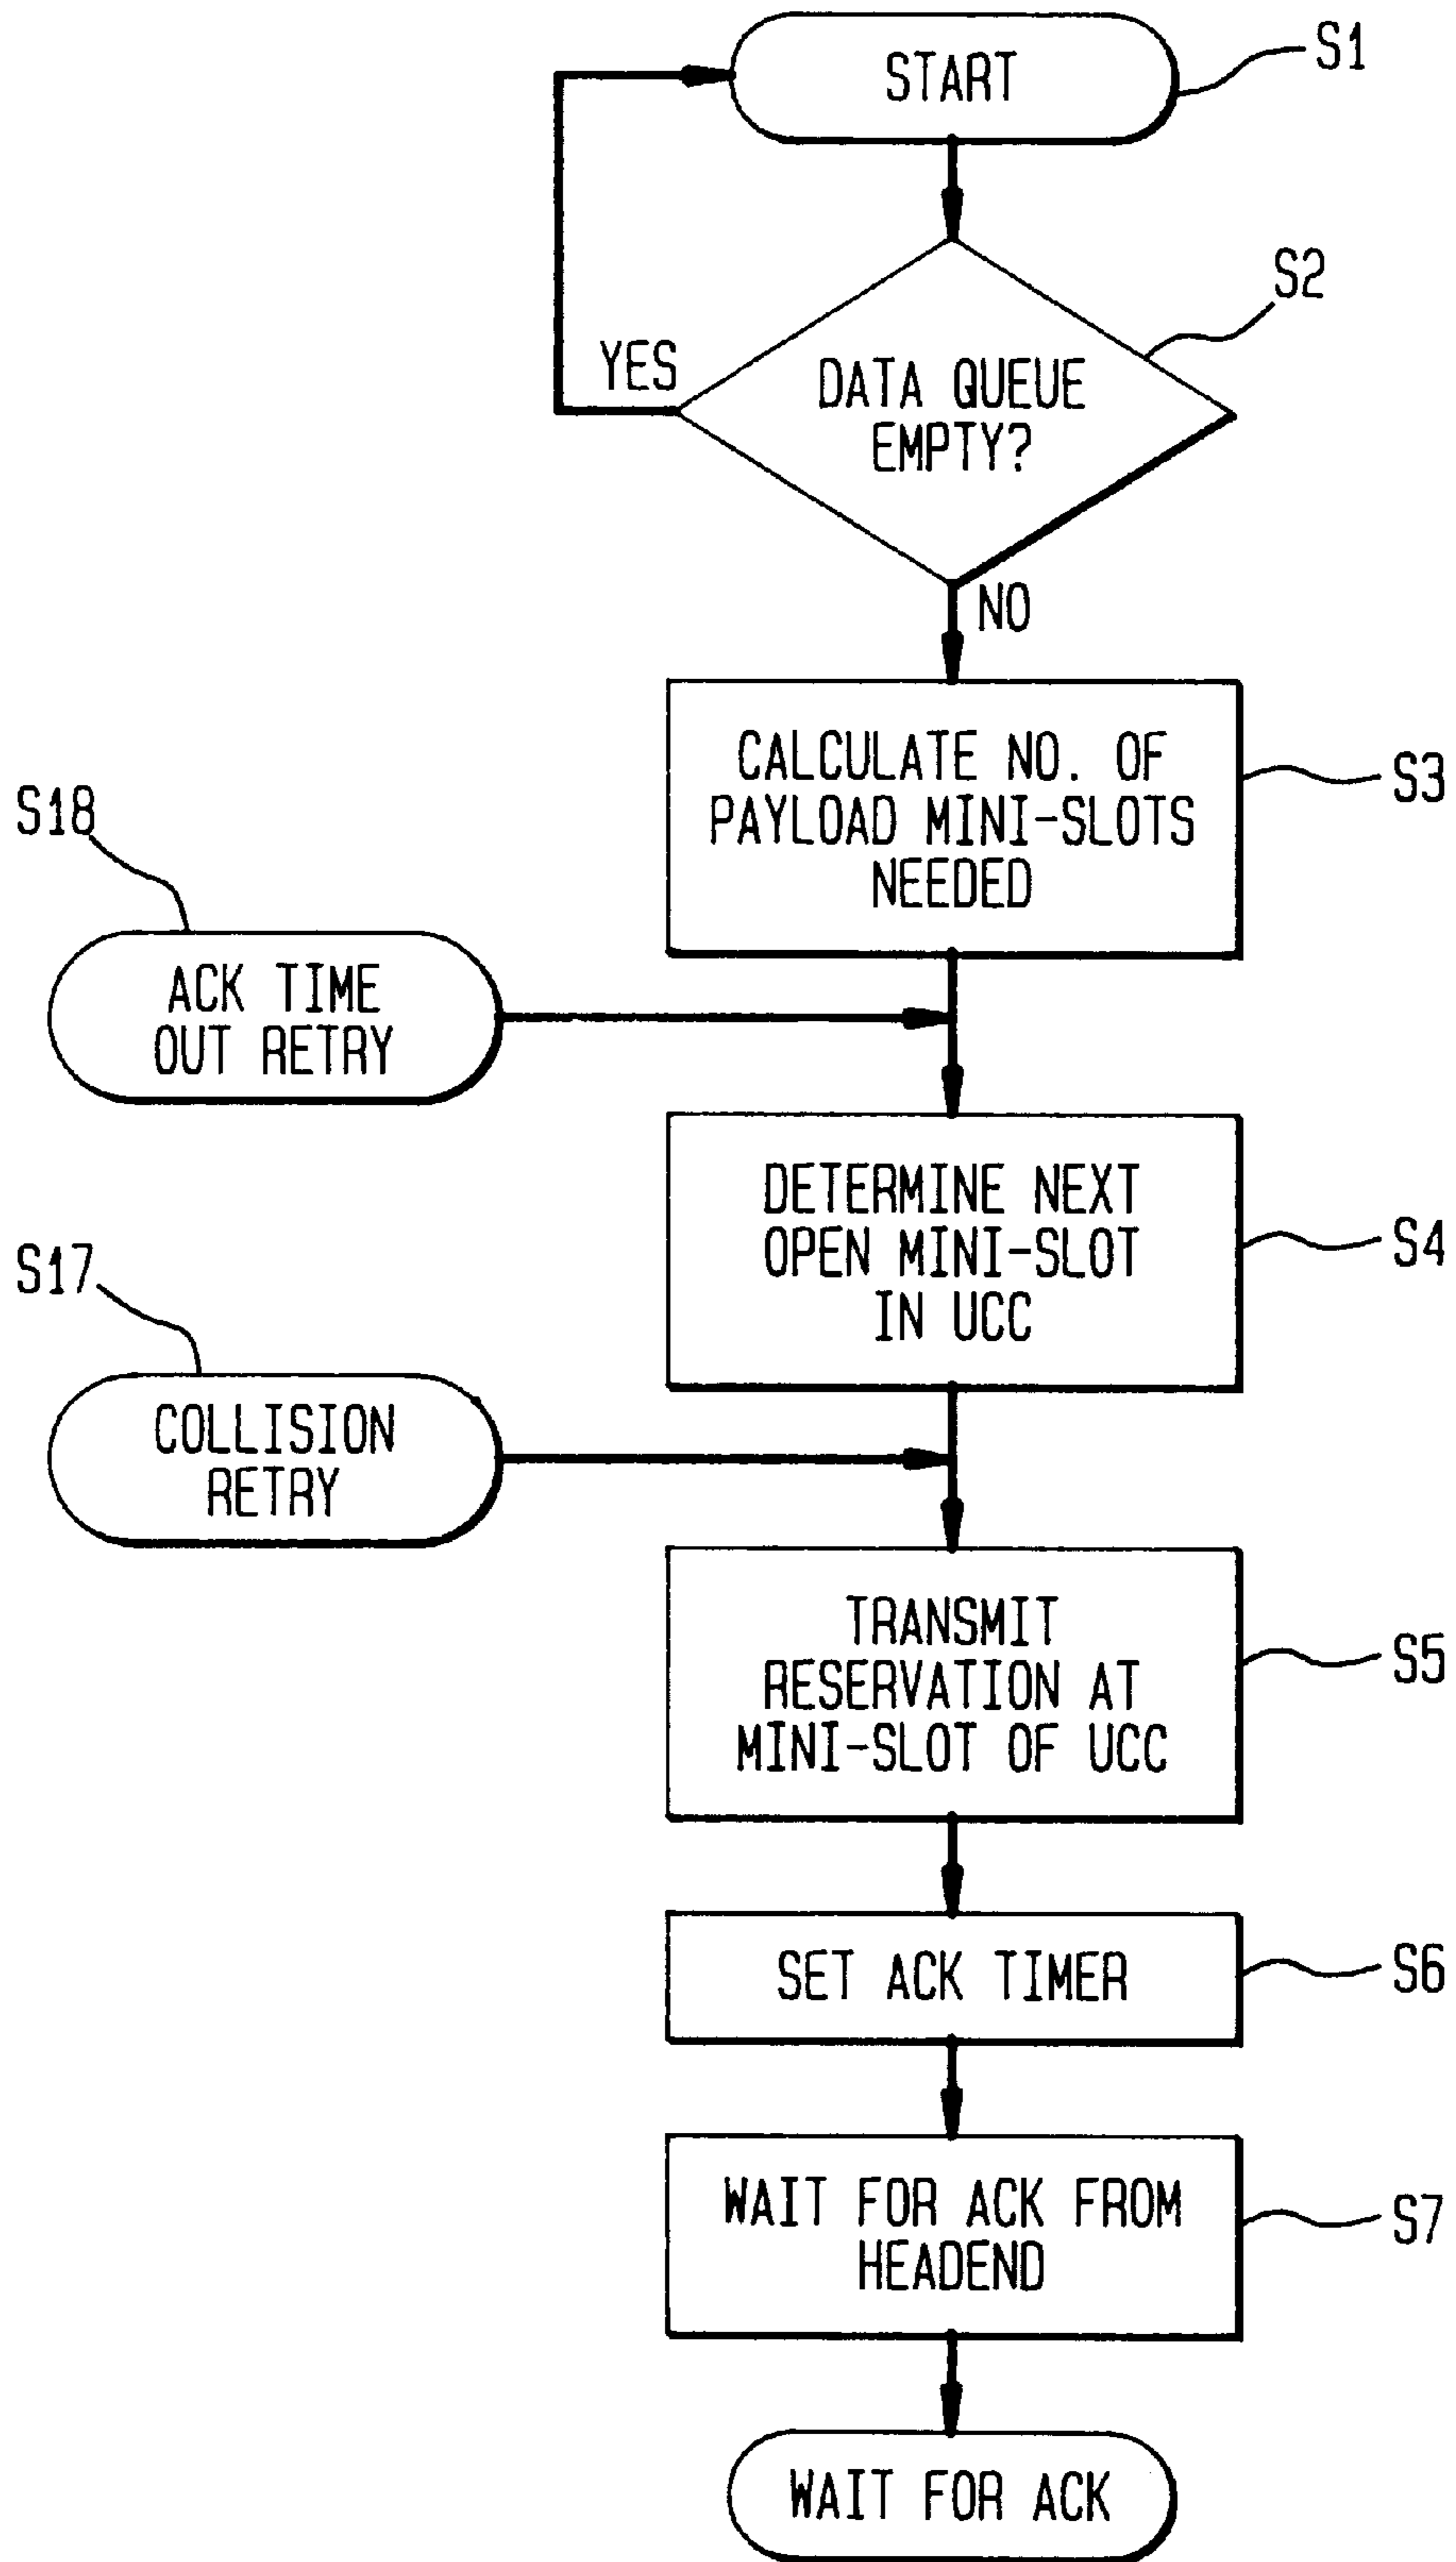 START
S1
S2
YES
DATA QUEUE
EMPTY?
NO
CALCULATE NO. OF
PAYLOAD MINI-SLOTS
NEEDED
S3
S18
ACK TIME
OUT RETRY
DETERMINE NEXT
OPEN MINI-SLOT
IN UCC
S4
S17
COLLISION
RETRY
TRANSMIT
RESERVATION AT
MINI-SLOT OF UCC
S5
SET ACK TIMER
S6
WAIT FOR ACK FROM
HEADEND
S7
WAIT FOR ACK